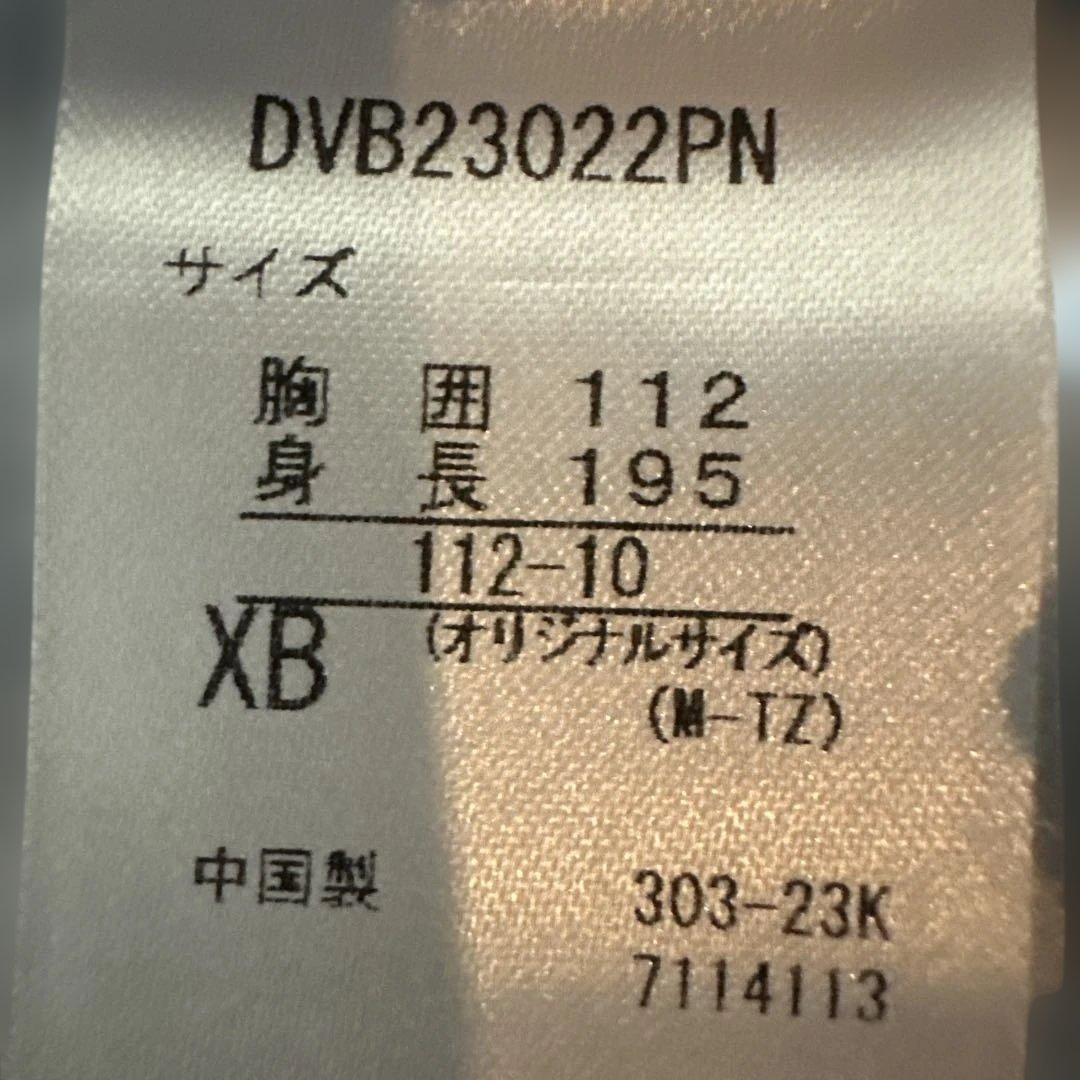 DVB23022PN
サイズ
胸 囲 112
身 長 195
112-10
XB (オリジナルサイズ)
(M-TZ)
中国製 303-23K
7114113